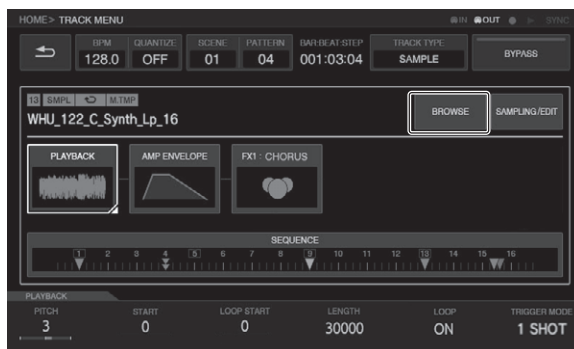 HOME> TRACK MENU
IN OUT SYNC
BPM QUANTIZE SCENE PATTERN BAR:BEAT:STEP TRACK TYPE
128.0 OFF 01 04 001:03:04 SAMPLE BYPASS
13 SMPL M.TMP
WHU_122_C_Synth_Lp_16
BROWSE SAMPLING/EDIT
PLAYBACK AMP ENVELOPE FX1 : CHORUS
SEQUENCE
1 2 3 4 5 6 7 8 9 10 11 12 13 14 15 16
PLAYBACK
PITCH START LOOP START LENGTH LOOP TRIGGER MODE
3 0 0 30000 ON 1 SHOT